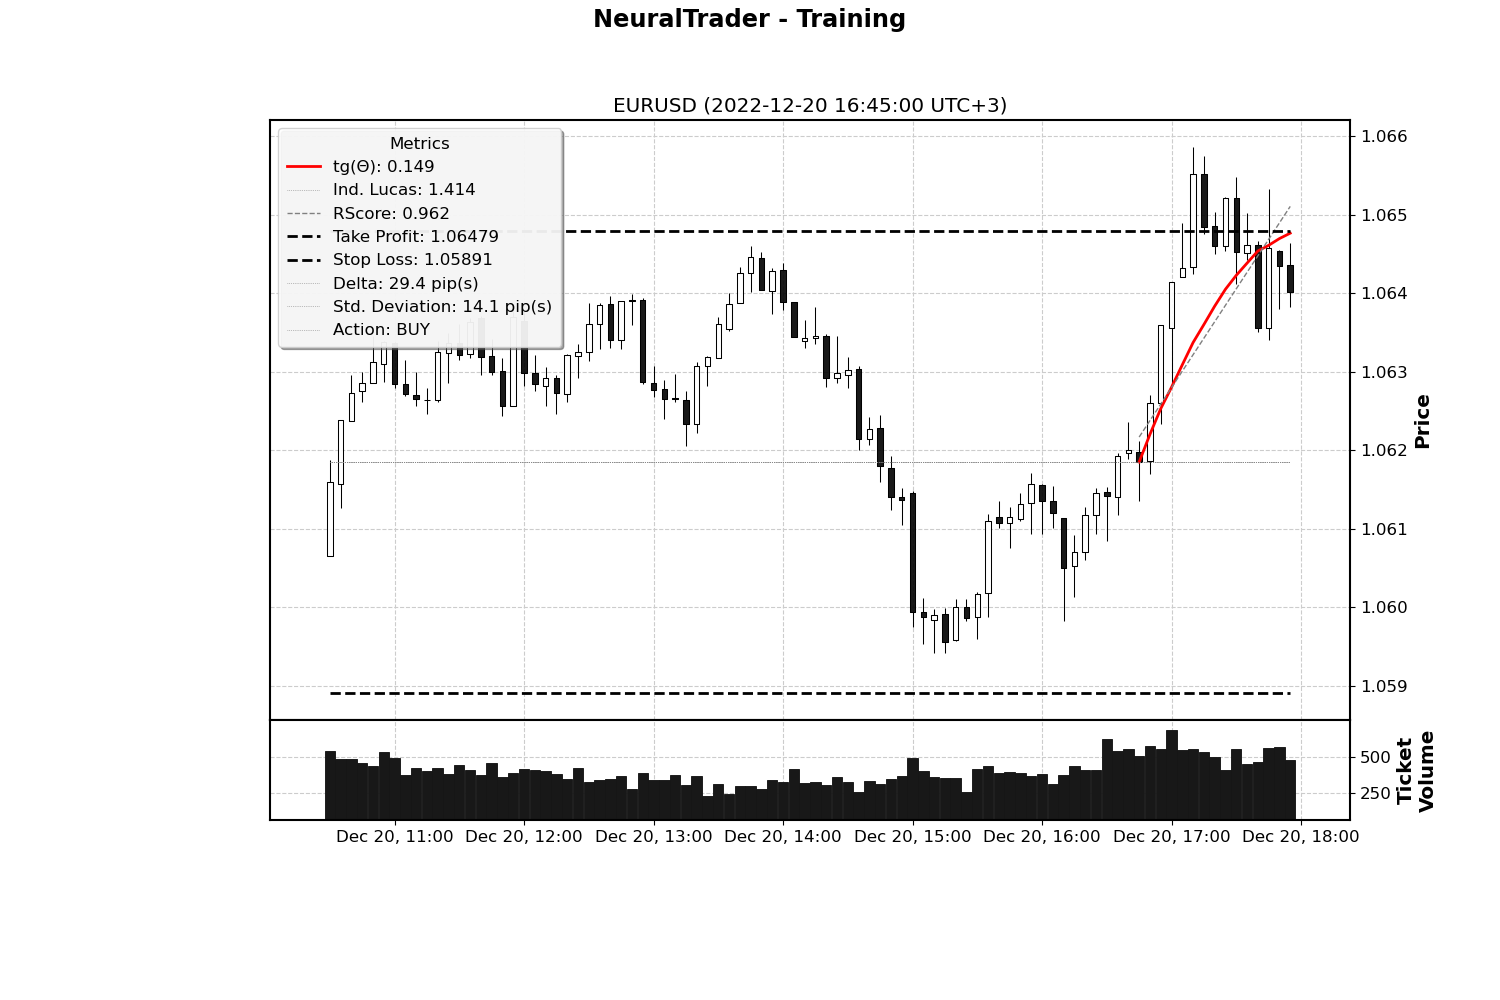 NeuralTrader - Training
EURUSD (2022-12-20 16:45:00 UTC+3)
Metrics
tg(Θ): 0.149
Ind. Lucas: 1.414
RScore: 0.962
Take Profit: 1.06479
Stop Loss: 1.05891
Delta: 29.4 pip(s)
Std. Deviation: 14.1 pip(s)
Action: BUY
1.066
1.065
1.064
1.063
1.062
1.061
1.060
1.059
Price
500
250
Ticket
Volume
Dec 20, 11:00
Dec 20, 12:00
Dec 20, 13:00
Dec 20, 14:00
Dec 20, 15:00
Dec 20, 16:00
Dec 20, 17:00
Dec 20, 18:00